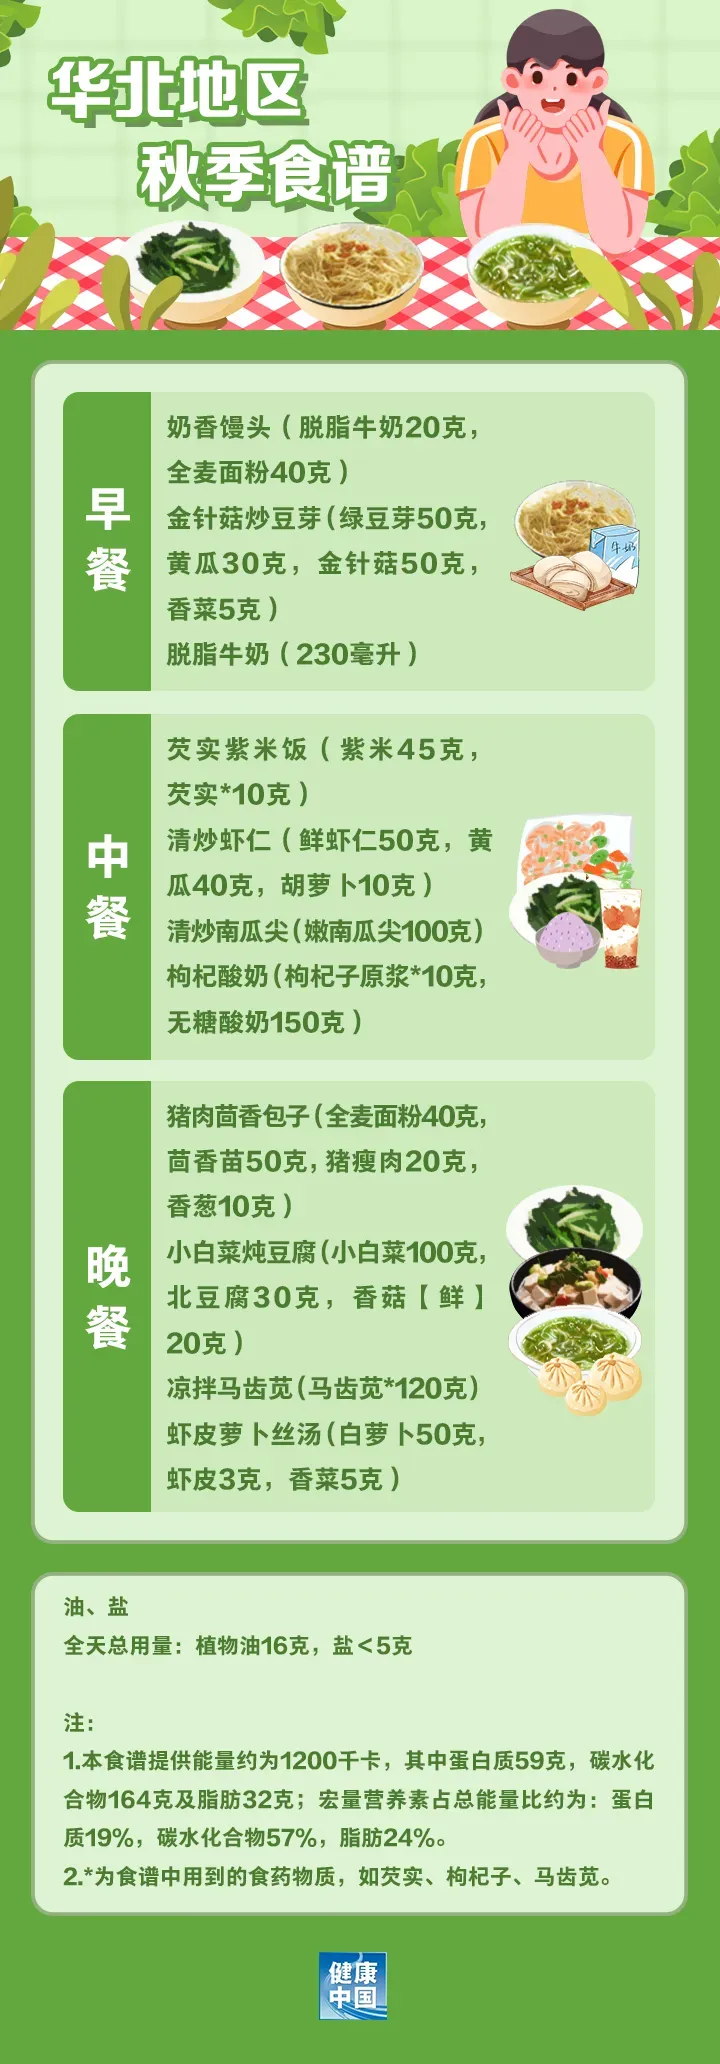 华北地区
秋季食谱
早餐
奶香馒头（脱脂牛奶20克，
全麦面粉40克）
金针菇炒豆芽（绿豆芽50克，
黄瓜30克，金针菇50克，
香菜5克）
脱脂牛奶（230毫升）
牛奶
中餐
芡实紫米饭（紫米45克，
芡实*10克）
清炒虾仁（鲜虾仁50克，黄
瓜40克，胡萝卜10克）
清炒南瓜尖（嫩南瓜尖100克）
枸杞酸奶（枸杞子原浆*10克，
无糖酸奶150克）
晚餐
猪肉茴香包子（全麦面粉40克，
茴香苗50克，猪瘦肉20克，
香葱10克）
小白菜炖豆腐（小白菜100克，
北豆腐30克，香菇【鲜】
20克）
凉拌马齿苋（马齿苋*120克）
虾皮萝卜丝汤（白萝卜50克，
虾皮3克，香菜5克）
油、盐
全天总用量：植物油16克，盐＜5克
注：
1.本食谱提供能量约为1200千卡，其中蛋白质59克，碳水化
合物164克及脂肪32克；宏量营养素占总能量比约为：蛋白
质19%，碳水化合物57%，脂肪24%。
2.*为食谱中用到的食药物质，如芡实、枸杞子、马齿苋。
健康
中国